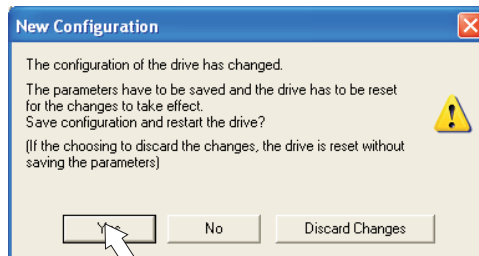 New Configuration
The configuration of the drive has changed.
The parameters have to be saved and the drive has to be reset
for the changes to take effect.
Save configuration and restart the drive?
(If the choosing to discard the changes, the drive is reset without
saving the parameters)
Yes No Discard Changes